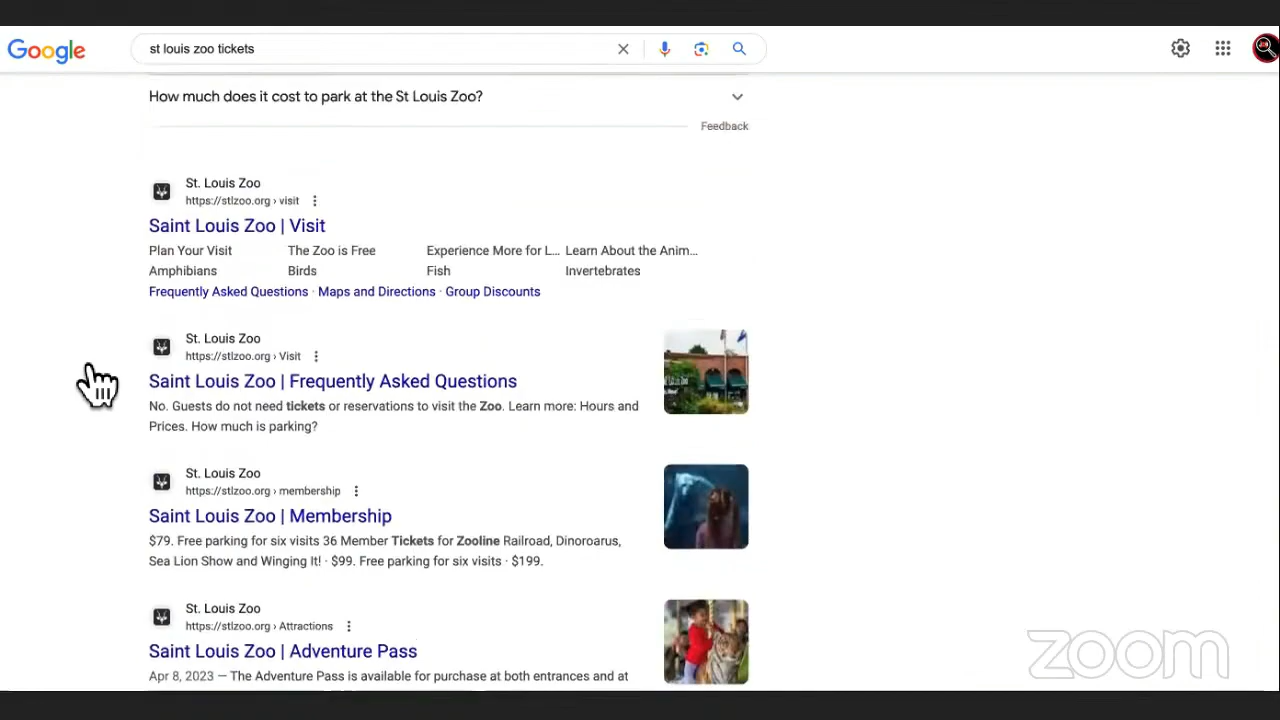 Google
st louis zoo tickets
How much does it cost to park at the St Louis Zoo?
Feedback
St. Louis Zoo
https://stlzoo.org › visit
Saint Louis Zoo | Visit
Plan Your Visit The Zoo is Free Experience More for L... Learn About the Anim...
Amphibians Birds Fish Invertebrates
Frequently Asked Questions · Maps and Directions · Group Discounts
St. Louis Zoo
https://stlzoo.org › Visit
Saint Louis Zoo | Frequently Asked Questions
No. Guests do not need tickets or reservations to visit the Zoo. Learn more: Hours and
Prices. How much is parking?
St. Louis Zoo
https://stlzoo.org › membership
Saint Louis Zoo | Membership
$79. Free parking for six visits 36 Member Tickets for Zooline Railroad, Dinoroarus,
Sea Lion Show and Winging It! · $99. Free parking for six visits · $199.
St. Louis Zoo
https://stlzoo.org › Attractions
Saint Louis Zoo | Adventure Pass
Apr 8, 2023 — The Adventure Pass is available for purchase at both entrances and at
zoom